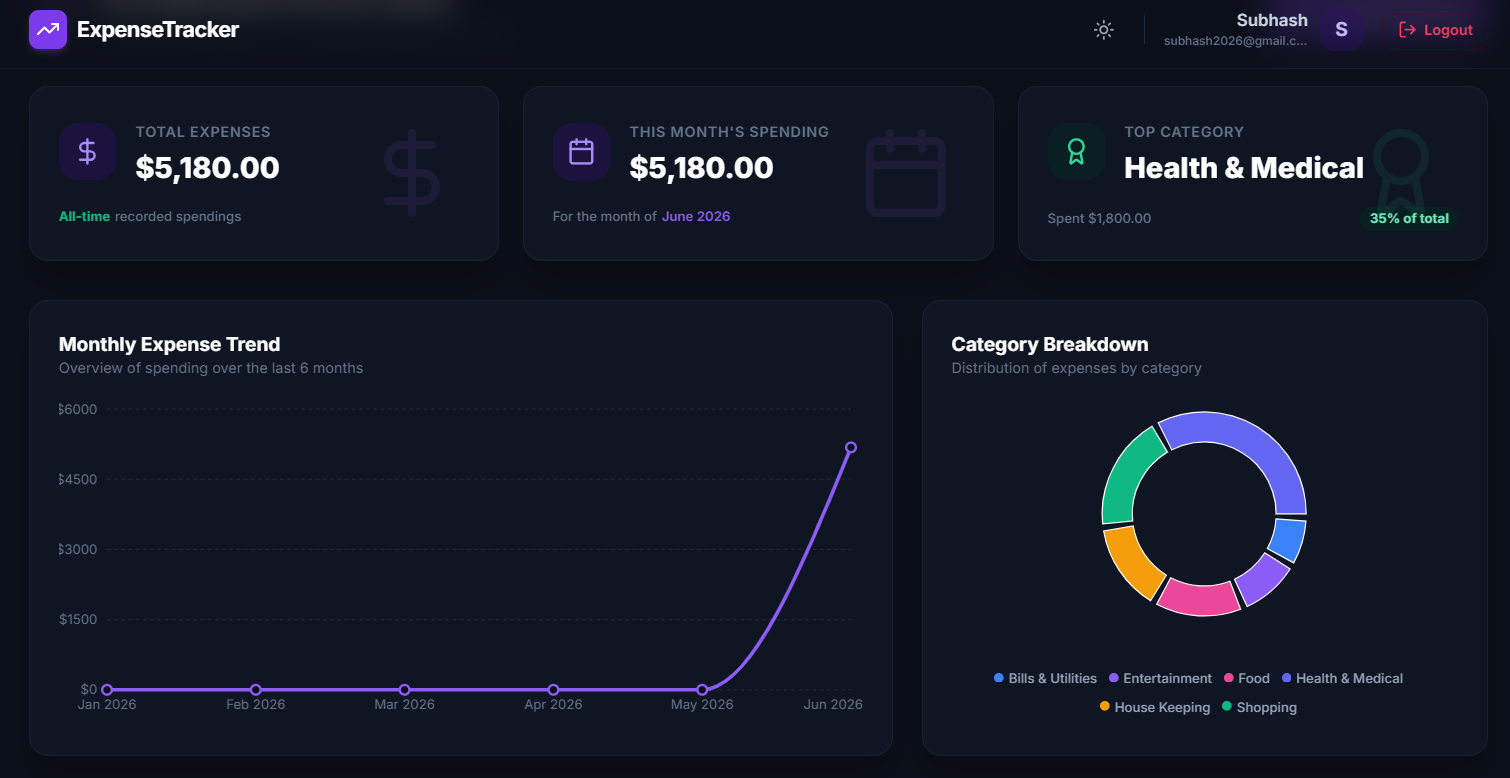 ExpenseTracker
Subhash
subhash2026@gmail.c...
S
Logout
TOTAL EXPENSES
$5,180.00
All-time recorded spendings
THIS MONTH'S SPENDING
$5,180.00
For the month of June 2026
TOP CATEGORY
Health & Medical
Spent $1,800.00
35% of total
Monthly Expense Trend
Overview of spending over the last 6 months
$6000
$4500
$3000
$1500
$0
Jan 2026 Feb 2026 Mar 2026 Apr 2026 May 2026 Jun 2026
Category Breakdown
Distribution of expenses by category
Bills & Utilities Entertainment Food Health & Medical
House Keeping Shopping